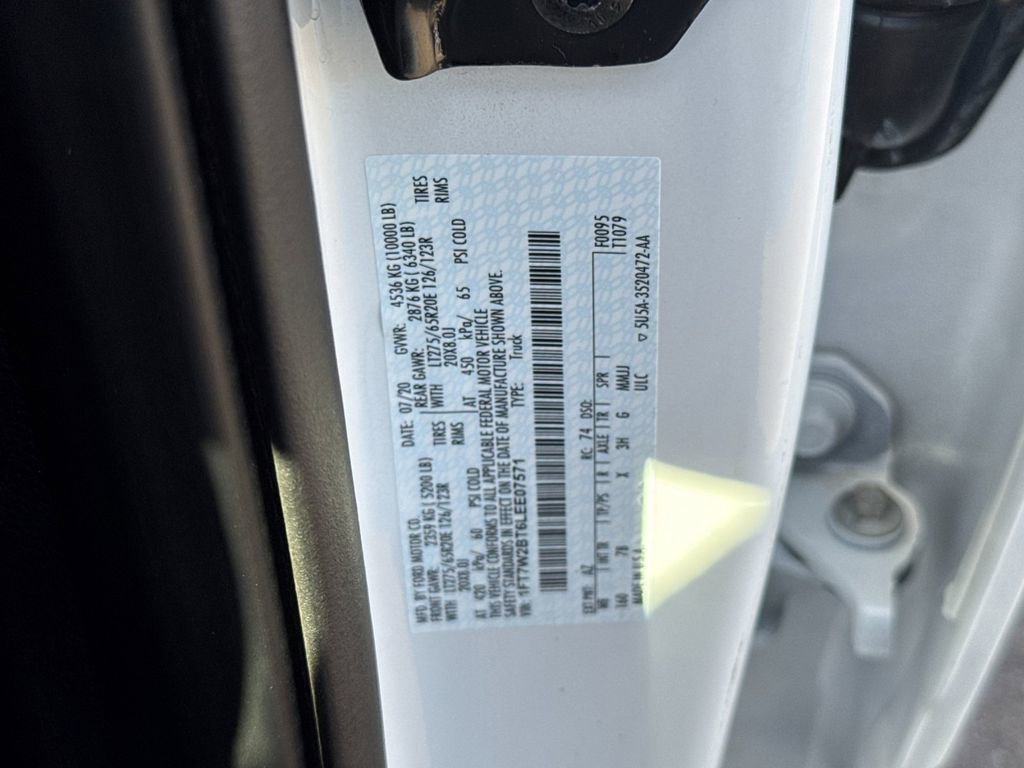 MFD. BY FORD MOTOR CO. DATE: 07/20 GVWR: 4536 KG (10000 LB)
FRONT GAWR: 2359 KG (5200 LB) REAR GAWR: 2876 KG (6340 LB)
WITH LT275/65R20E 126/123R TIRES WITH LT275/65R20E 126/123R TIRES
20X8.0J RIMS 20X8.0J RIMS
AT 420 kPa/ 60 PSI COLD AT 450 kPa/ 65 PSI COLD
THIS VEHICLE CONFORMS TO ALL APPLICABLE FEDERAL MOTOR VEHICLE
SAFETY STANDARDS IN EFFECT ON THE DATE OF MANUFACTURE SHOWN ABOVE.
VIN: 1FT7W2BT6LEE07571 TYPE: Truck
EXT PNT: AZ RC: 74 DSO: F0095
WB INT TR TP/PS R AXLE TR SPR T1079
160 78 X 3H G MMUU
MADE IN U.S.A. ULC
▽ 5U5A-3520472-AA